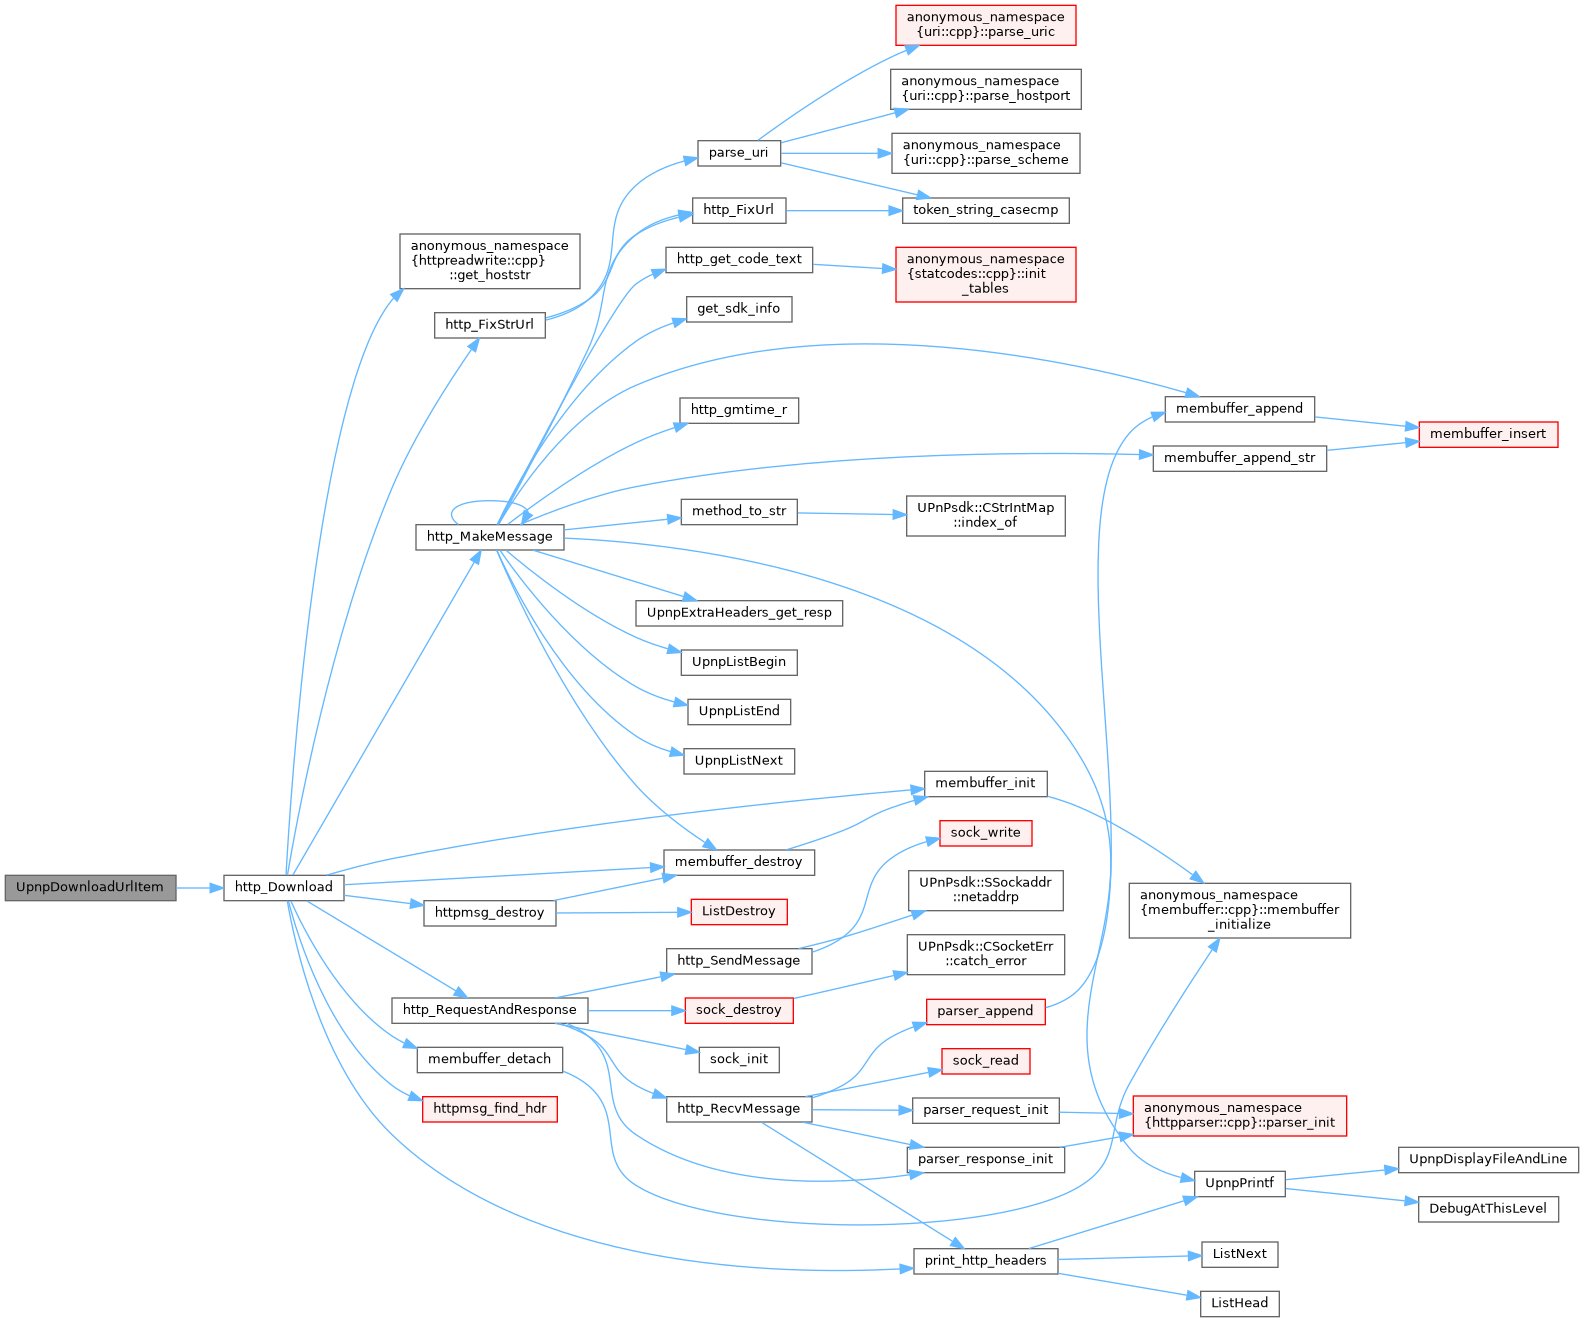 anonymous_namespace
{uri::cpp}::parse_uric
anonymous_namespace
{uri::cpp}::parse_hostport
parse_uri
anonymous_namespace
{uri::cpp}::parse_scheme
http_FixUrl
token_string_casecmp
anonymous_namespace
{httpreadwrite::cpp}
::get_hoststr
http_get_code_text
anonymous_namespace
{statcodes::cpp}::init
_tables
get_sdk_info
http_FixStrUrl
http_gmtime_r
membuffer_append
membuffer_insert
membuffer_append_str
method_to_str
UPnPsdk::CStrIntMap
::index_of
http_MakeMessage
UpnpExtraHeaders_get_resp
UpnpListBegin
UpnpListEnd
UpnpListNext
membuffer_init
sock_write
membuffer_destroy
UpnpDownloadUrlItem
http_Download
UPnPsdk::SSockaddr
::netaddrp
anonymous_namespace
{membuffer::cpp}::membuffer
_initialize
httpmsg_destroy
ListDestroy
UPnPsdk::CSocketErr
::catch_error
http_SendMessage
http_RequestAndResponse
sock_destroy
parser_append
membuffer_detach
sock_init
sock_read
httpmsg_find_hdr
http_RecvMessage
parser_request_init
anonymous_namespace
{httpparser::cpp}::parser_init
parser_response_init
UpnpPrintf
UpnpDisplayFileAndLine
DebugAtThisLevel
print_http_headers
ListNext
ListHead